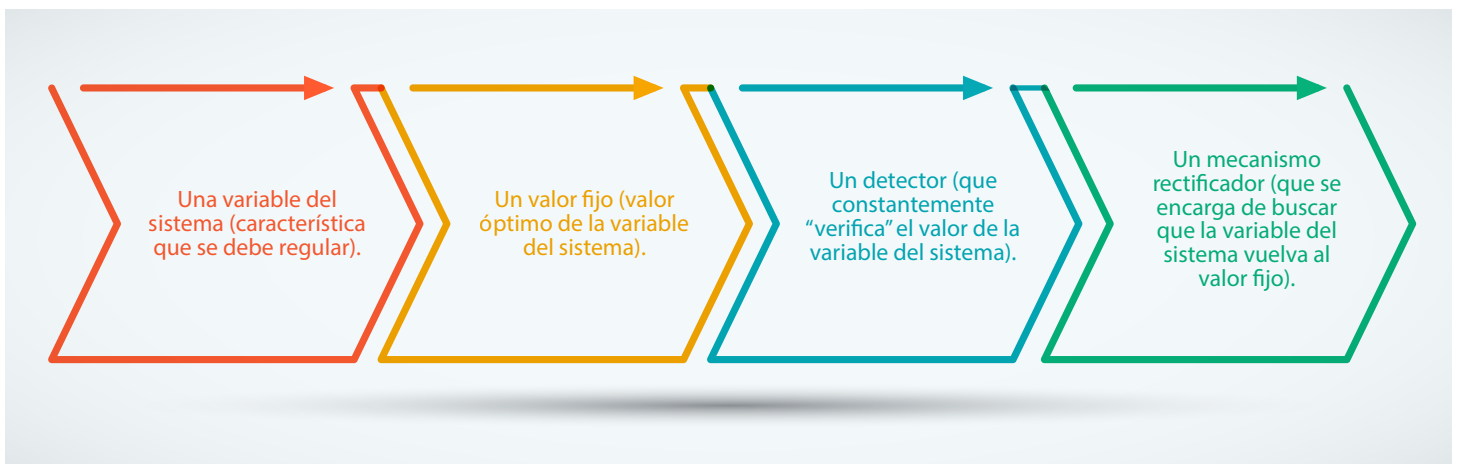 Una variable del
sistema (característica
que se debe regular).
Un valor fijo (valor
óptimo de la variable
del sistema).
Un detector (que
constantemente
“verifica” el valor de la
variable del sistema).
Un mecanismo
rectificador (que se
encarga de buscar
que la variable del
sistema vuelva al
valor fijo).